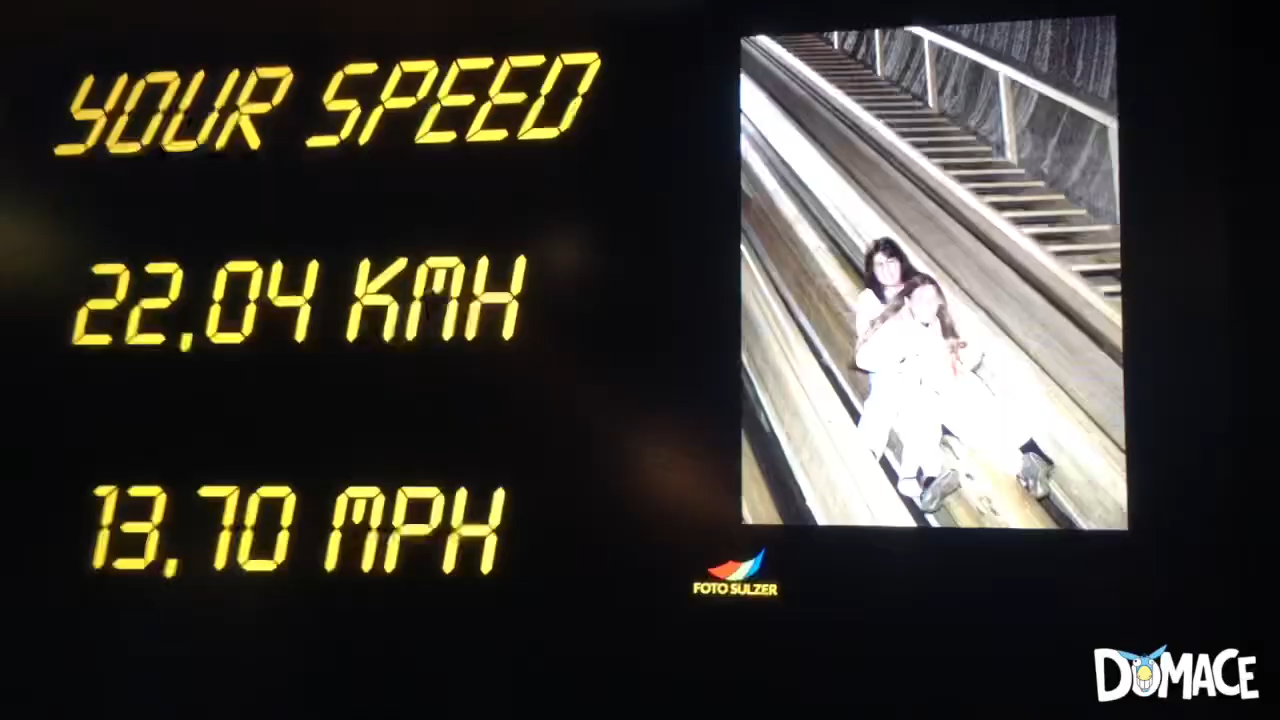 YOUR SPEED
22,04 KMH
13,70 MPH
FOTO SULZER
DOMACE